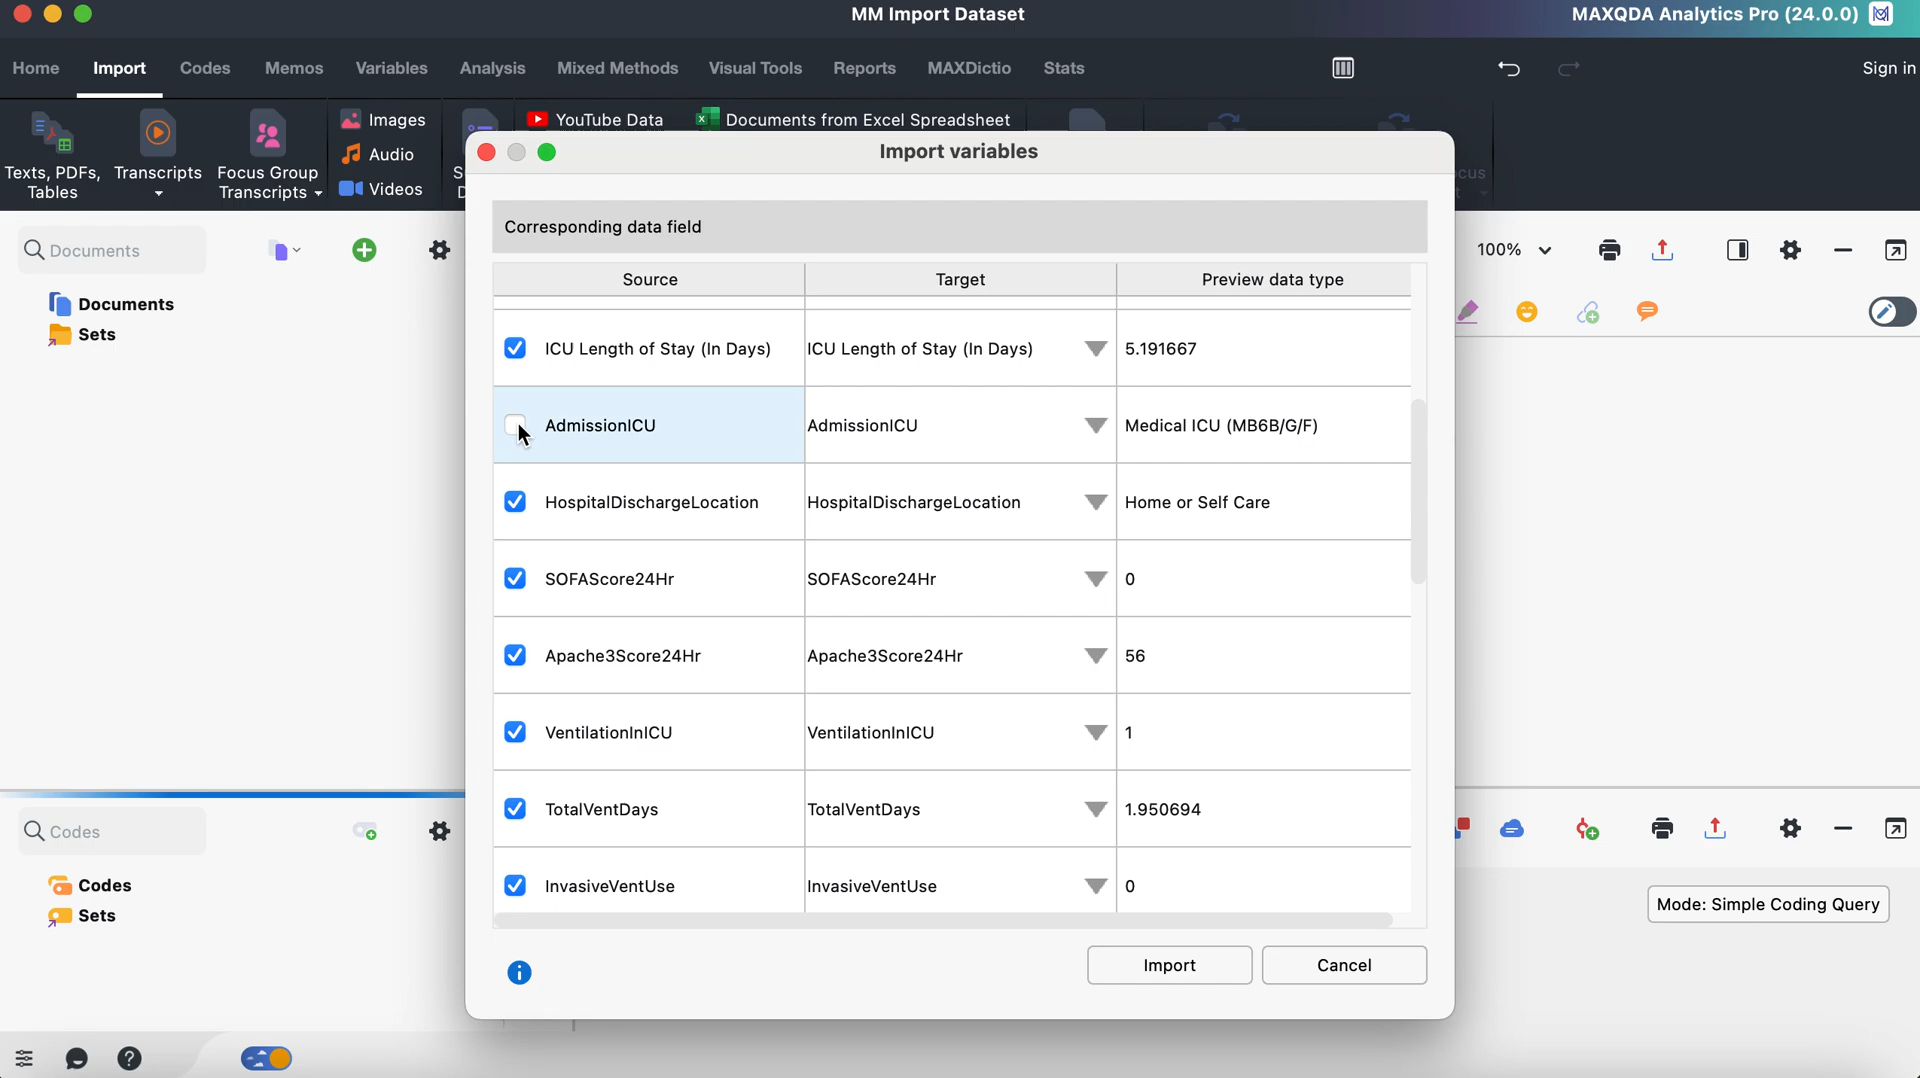 MM Import Dataset
MAXQDA Analytics Pro (24.0.0)
Home
Import
Codes
Memos
Variables
Analysis
Mixed Methods
Visual Tools
Reports
MAXDictio
Stats
Sign in
Texts, PDFs,
Tables
Transcripts
Focus Group
Transcripts
Images
Audio
Videos
YouTube Data
Documents from Excel Spreadsheet
Import variables
Documents
100%
Documents
Sets
Corresponding data field
Source Target Preview data type
ICU Length of Stay (In Days) ICU Length of Stay (In Days) 5.191667
AdmissionICU AdmissionICU Medical ICU (MB6B/G/F)
HospitalDischargeLocation HospitalDischargeLocation Home or Self Care
SOFAScore24Hr SOFAScore24Hr 0
Apache3Score24Hr Apache3Score24Hr 56
VentilationInICU VentilationInICU 1
TotalVentDays TotalVentDays 1.950694
InvasiveVentUse InvasiveVentUse 0
Import
Cancel
Codes
Codes
Sets
Mode: Simple Coding Query